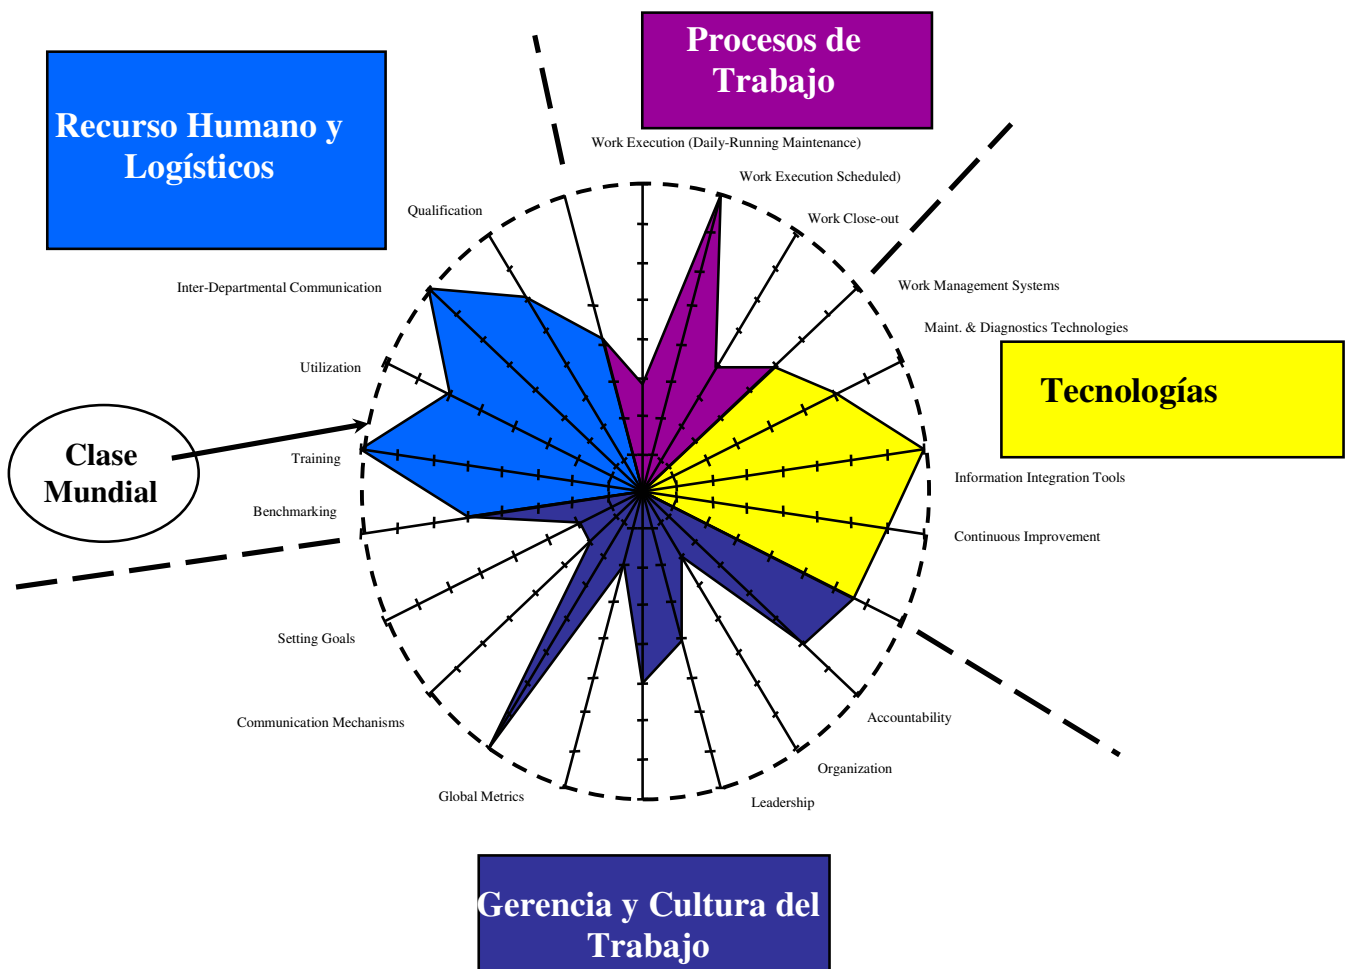 Procesos de
Trabajo
Recurso Humano y
Logísticos
Work Execution (Daily-Running Maintenance)
Work Execution Scheduled)
Qualification
Work Close-out
Inter-Departmental Communication
Work Management Systems
Maint. & Diagnostics Technologies
Utilization
Tecnologías
Clase
Mundial
Training
Information Integration Tools
Benchmarking
Continuous Improvement
Setting Goals
Accountability
Communication Mechanisms
Organization
Global Metrics
Leadership
Gerencia y Cultura del
Trabajo